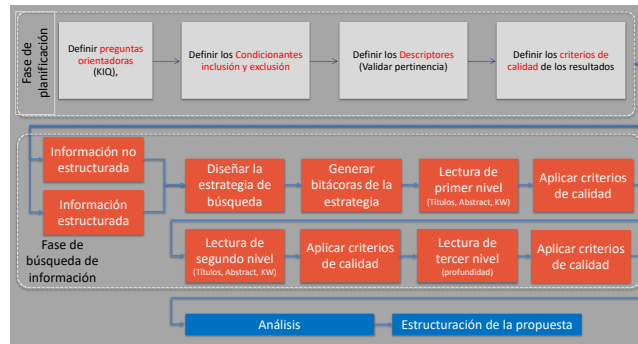 Fase de
planificación
Definir preguntas
orientadoras
(KIQ),
Definir los Condicionantes
inclusión y exclusión
Definir los Descriptores
(Validar pertinencia)
Definir los criterios de
calidad de los resultados
Información no
estructurada
Información
estructurada
Fase de
búsqueda de
información
Diseñar la
estrategia de
búsqueda
Generar
bitácoras de la
estrategia
Lectura de
primer nivel
(Títulos, Abstract, KW)
Aplicar criterios
de calidad
Lectura de
segundo nivel
(Títulos, Abstract, KW)
Aplicar criterios
de calidad
Lectura de
tercer nivel
(profundidad)
Aplicar criterios
de calidad
Análisis
Estructuración de la propuesta